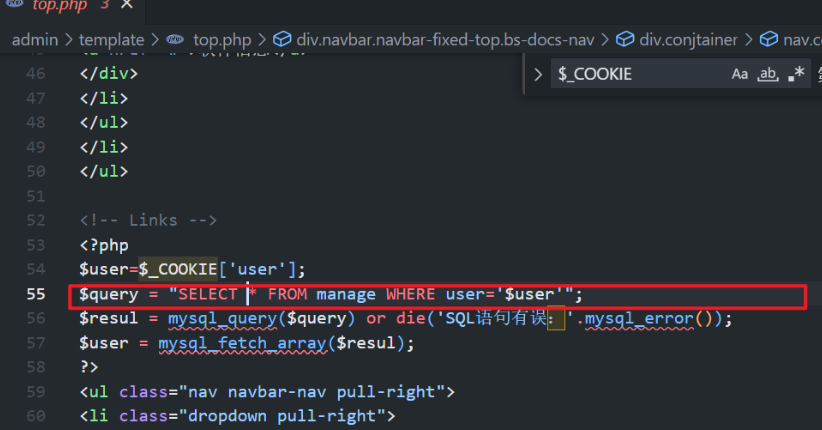 top.php 3 ×
admin > template > top.php > div.navbar.navbar-fixed-top.bs-docs-nav > div.conjtainer > nav.c
> $_COOKIE Aa ab .*
46 </div>
47 </li>
48 </ul>
49 </li>
50 </ul>
51
52 <!-- Links -->
53 <?php
54 $user=$_COOKIE['user'];
55 $query = "SELECT * FROM manage WHERE user='$user'";
56 $resul = mysql_query($query) or die('SQL语句有误：'.mysql_error());
57 $user = mysql_fetch_array($resul);
58 ?>
59 <ul class="nav navbar-nav pull-right">
60 <li class="dropdown pull-right">